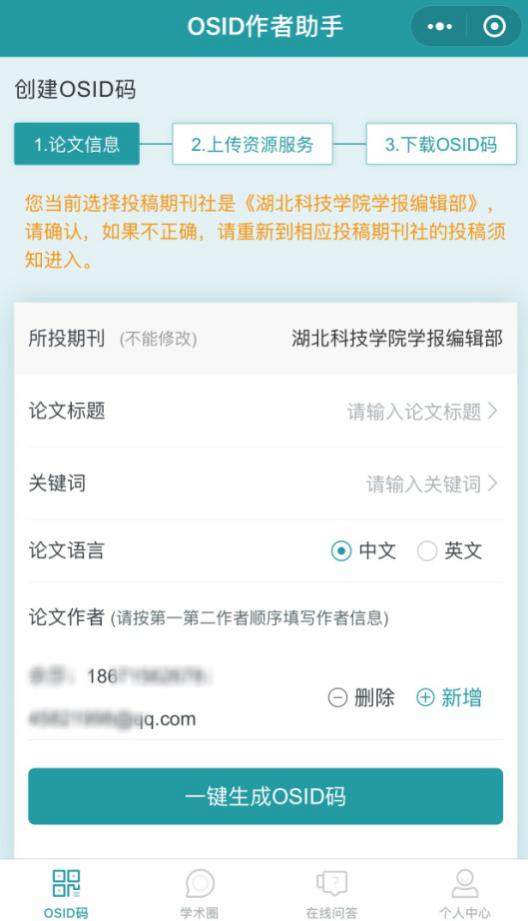 OSID作者助手
创建OSID码
1.论文信息
2.上传资源服务
3.下载OSID码
您当前选择投稿期刊社是《湖北科技学院学报编辑部》，
请确认，如果不正确，请重新到相应投稿期刊社的投稿须
知进入。
所投期刊 (不能修改) 湖北科技学院学报编辑部
论文标题 请输入论文标题
关键词 请输入关键词
论文语言 中文 英文
论文作者 (请按第一第二作者顺序填写作者信息)
186
删除 新增
qq.com
一键生成OSID码
OSID码 学术圈 在线问答 个人中心